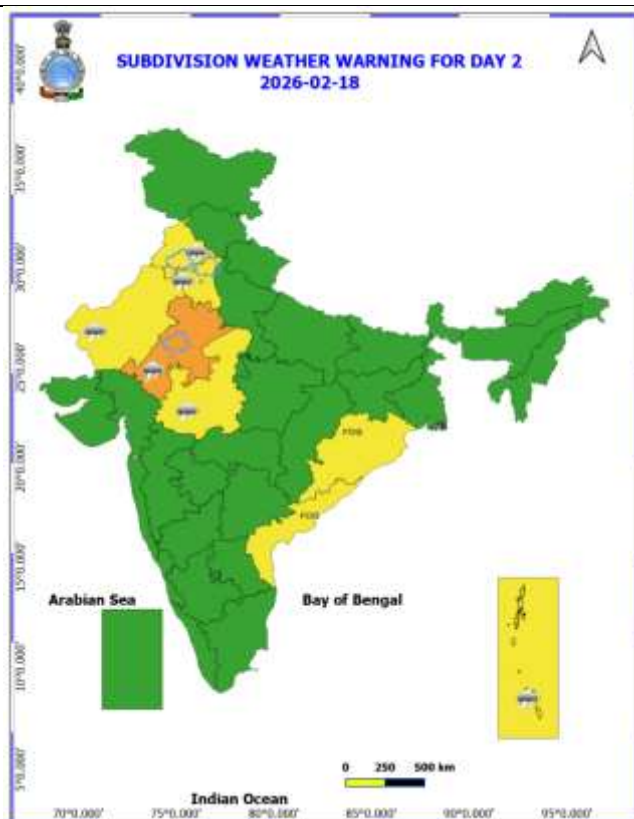 SUBDIVISION WEATHER WARNING FOR DAY 2
2026-02-18
40°0.000'
35°0.000'
30°0.000'
25°0.000'
20°0.000'
15°0.000'
10°0.000'
5°0.000'
FOG
FOG
Arabian Sea
Bay of Bengal
0 250 500 km
Indian Ocean
70°0.000' 75°0.000' 80°0.000' 85°0.000' 90°0.000' 95°0.000'